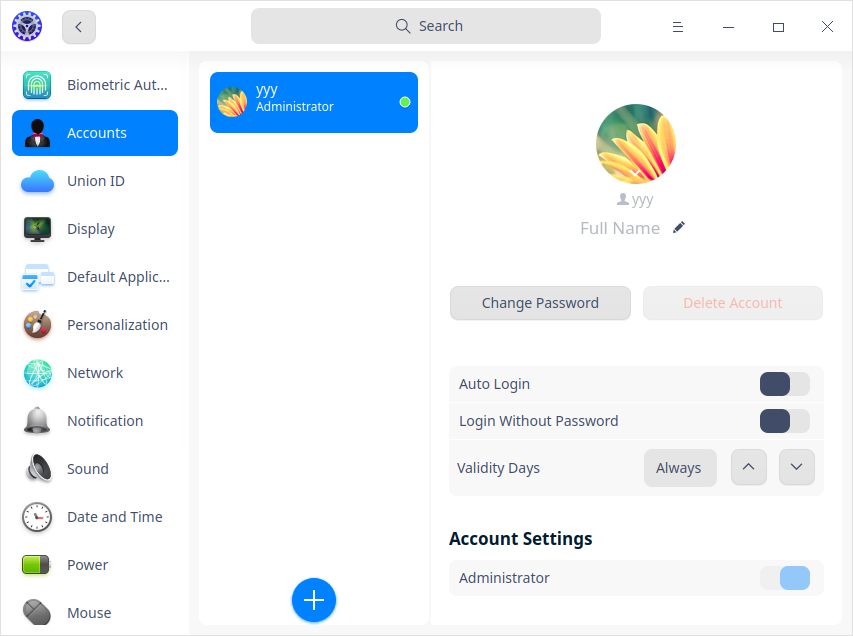 Search
Biometric Aut...
Accounts
Union ID
Display
Default Applic...
Personalization
Network
Notification
Sound
Date and Time
Power
Mouse
yyy
Administrator
yyy
Full Name
Change Password
Delete Account
Auto Login
Login Without Password
Validity Days
Always
Account Settings
Administrator